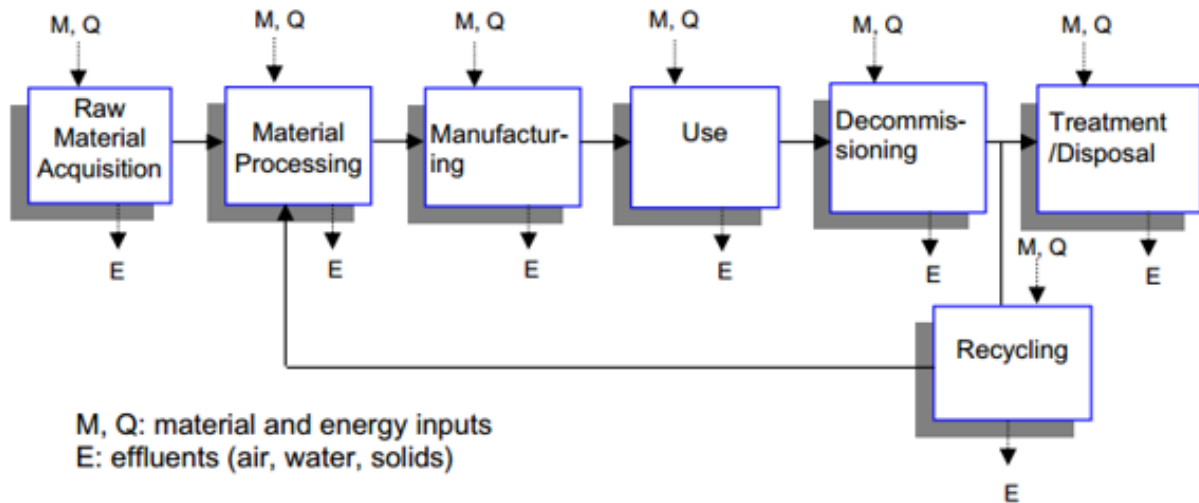 M, Q
M, Q
M, Q
M, Q
M, Q
M, Q
Raw
Material
Acquisition
Material
Processing
Manufactur-
ing
Use
Decommis-
sioning
Treatment
/Disposal
E
E
E
E
E
E
M, Q
Recycling
E
M, Q: material and energy inputs
E: effluents (air, water, solids)